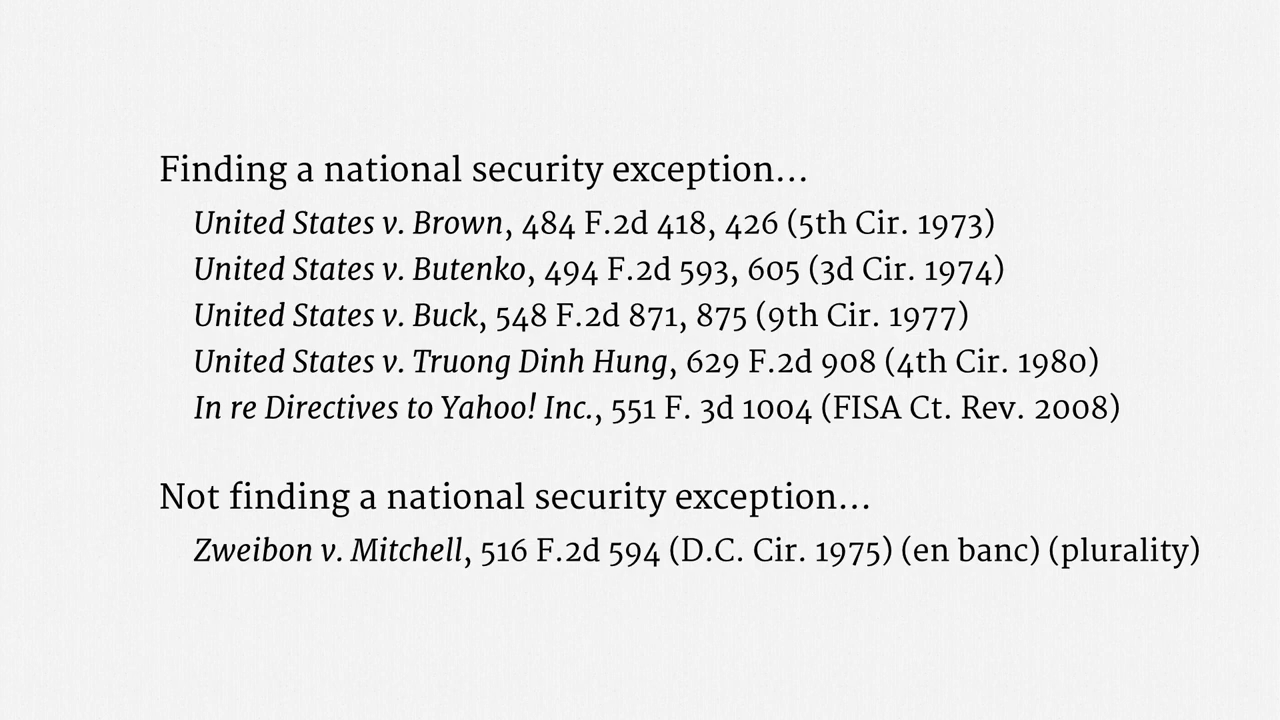 Finding a national security exception…
United States v. Brown, 484 F.2d 418, 426 (5th Cir. 1973)
United States v. Butenko, 494 F.2d 593, 605 (3d Cir. 1974)
United States v. Buck, 548 F.2d 871, 875 (9th Cir. 1977)
United States v. Truong Dinh Hung, 629 F.2d 908 (4th Cir. 1980)
In re Directives to Yahoo! Inc., 551 F. 3d 1004 (FISA Ct. Rev. 2008)
Not finding a national security exception…
Zweibon v. Mitchell, 516 F.2d 594 (D.C. Cir. 1975) (en banc) (plurality)